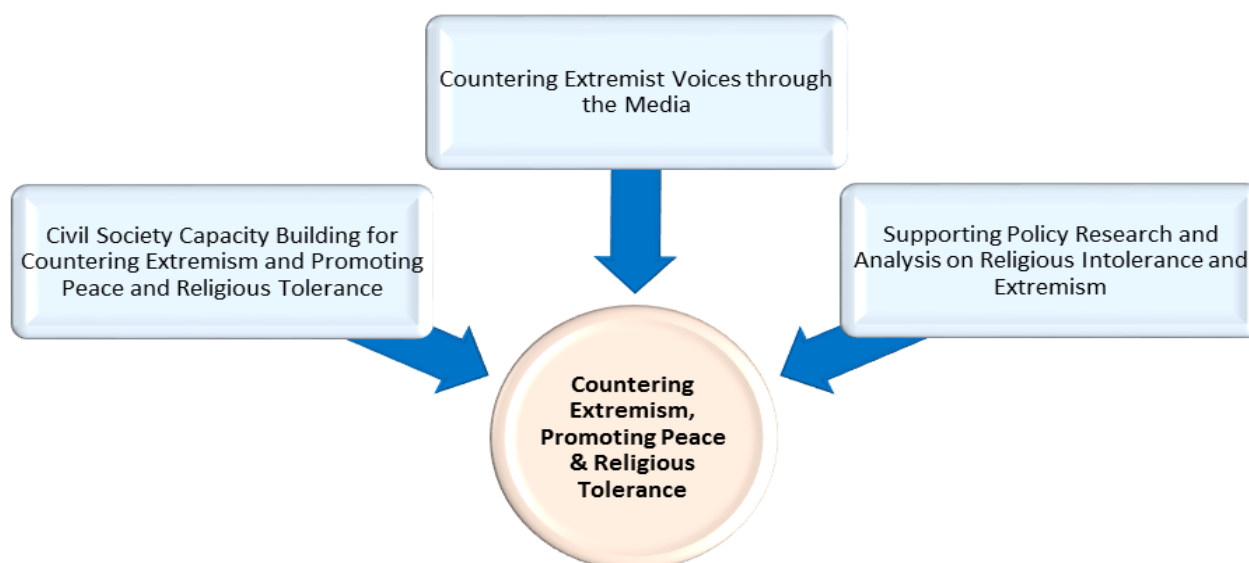 Countering Extremist Voices through
the Media
Civil Society Capacity Building for
Countering Extremism and Promoting
Peace and Religious Tolerance
Supporting Policy Research and
Analysis on Religious Intolerance and
Extremism
Countering
Extremism,
Promoting Peace
& Religious
Tolerance